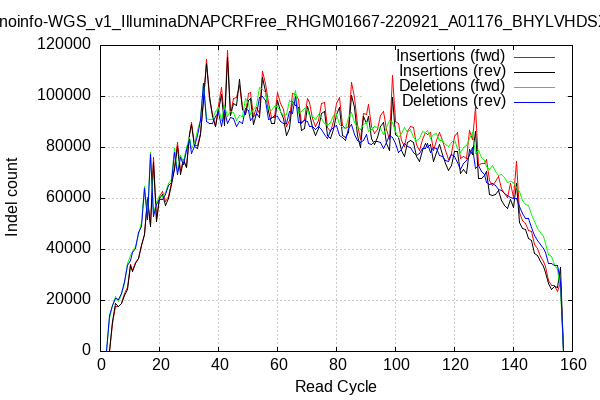 noinfo-WGS_v1_IlluminaDNAPCRFree_RHGM01667-220921_A01176_BHYLVHDSX
Insertions (fwd)
Insertions (rev)
Deletions (fwd)
Deletions (rev)
120000
100000
80000
60000
40000
20000
0
Indel count
0 20 40 60 80 100 120 140 160
Read Cycle